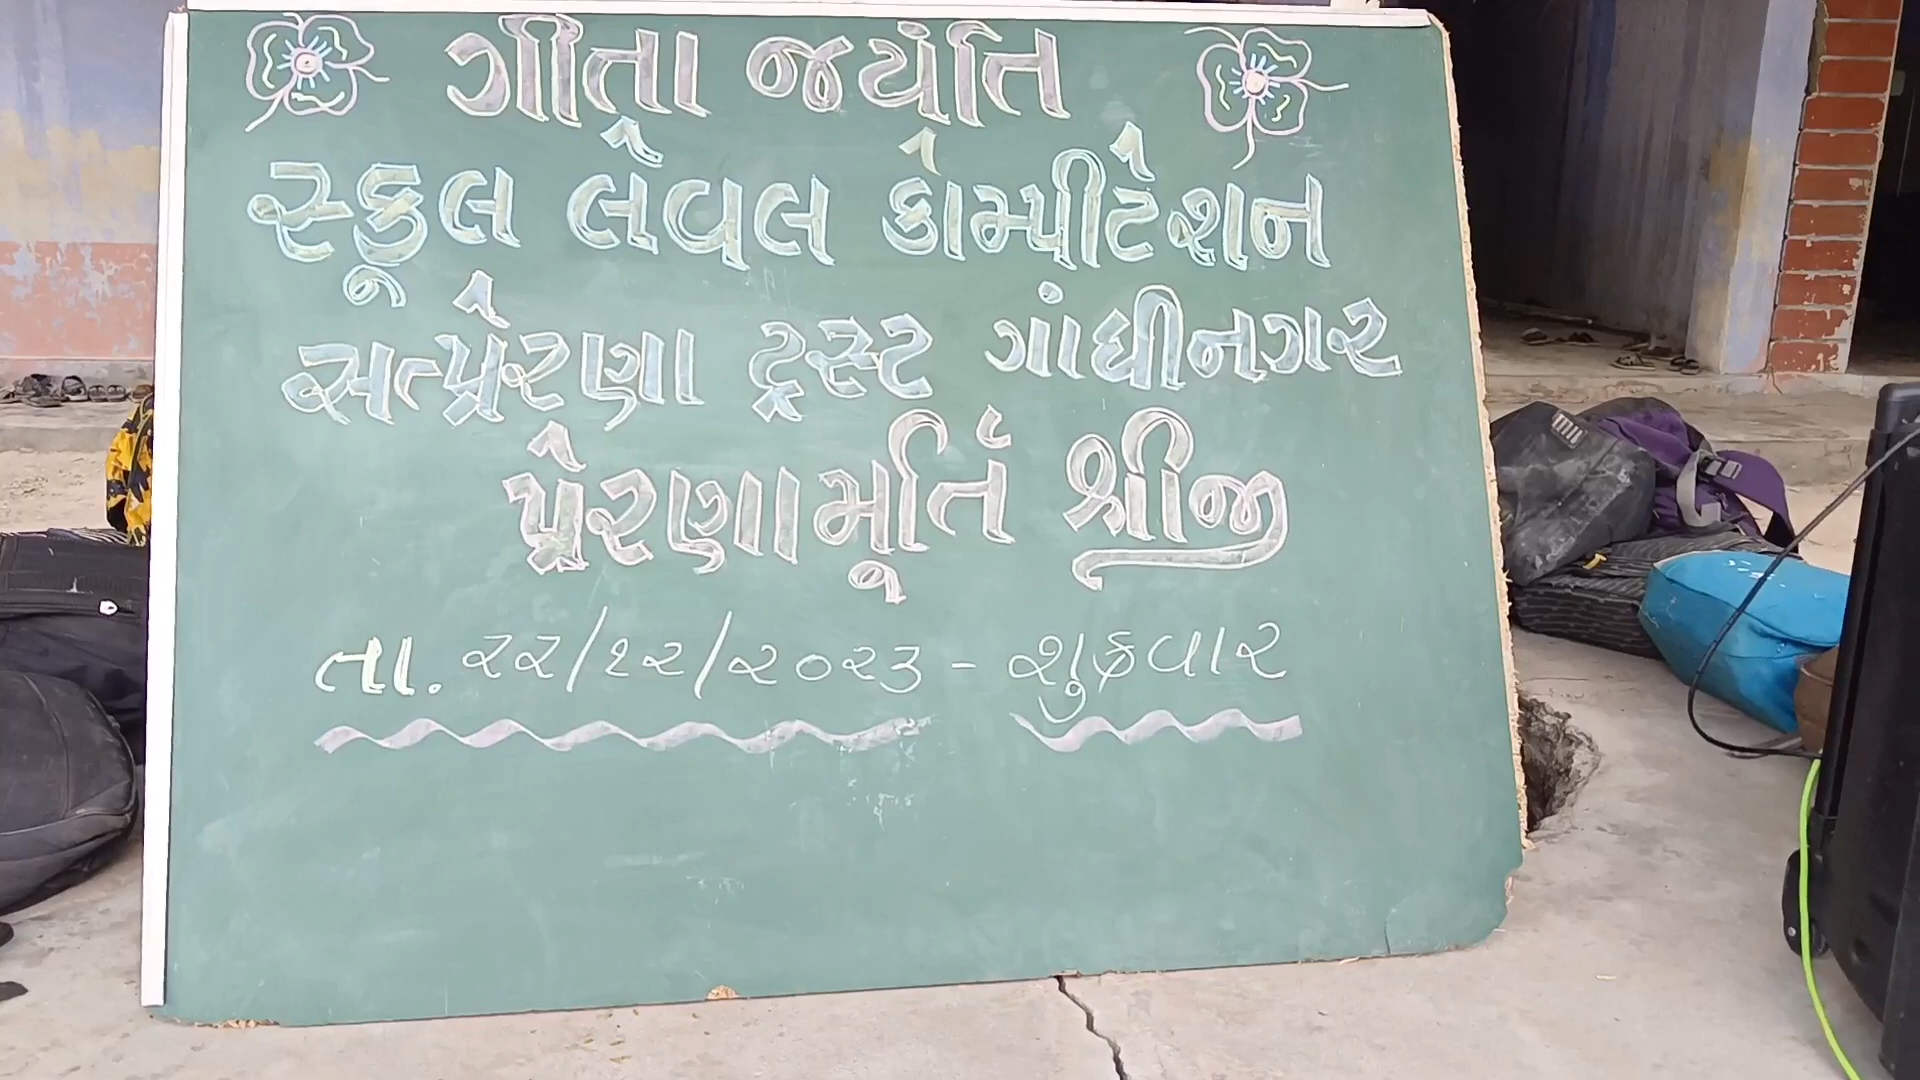 ગીતા જયંતિ
સ્કૂલ લેવલ કોમ્પીટેશન
સત્પ્રેરણા ટ્રસ્ટ ગાંધીનગર
પ્રેરણામૂર્તિ શ્રીજી
તા. ૨૨/૧૨/૨૦૨૩ - શુક્રવાર